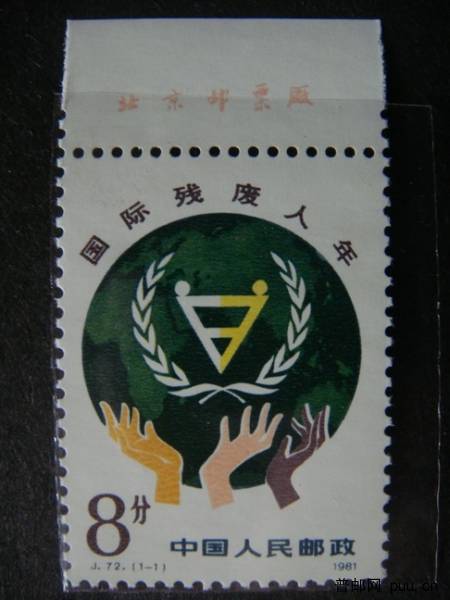 北京邮票厂
国际残废人年
8分
中国人民邮政
J.72.(1-1) 1981
普邮网 puu.cn